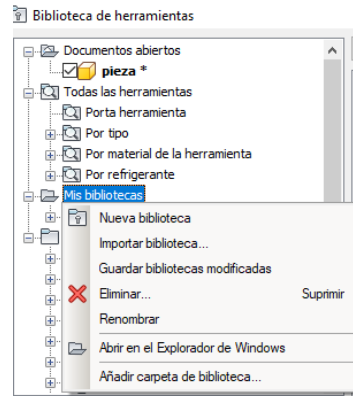 Biblioteca de herramientas
Documentos abiertos
pieza *
Todas las herramientas
Porta herramienta
Por tipo
Por material de la herramienta
Por refrigerante
Mis bibliotecas
Nueva biblioteca
Importar biblioteca...
Guardar bibliotecas modificadas
Eliminar... Suprimir
Renombrar
Abrir en el Explorador de Windows
Añadir carpeta de biblioteca...